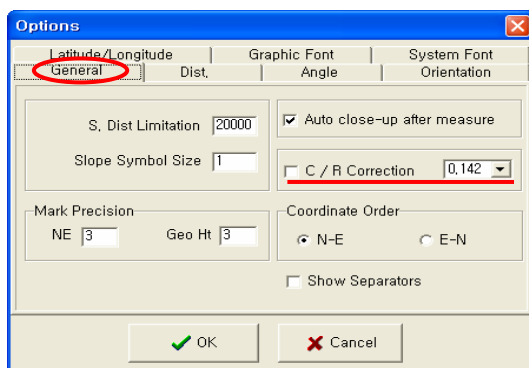 Options
Latitude/Longitude Graphic Font System Font
General Dist, Angle Orientation
S, Dist Limitation 20000
Auto close-up after measure
Slope Symbol Size 1
C / R Correction 0,142
Mark Precision
NE 3 Geo Ht 3
Coordinate Order
N-E E-N
Show Separators
OK Cancel